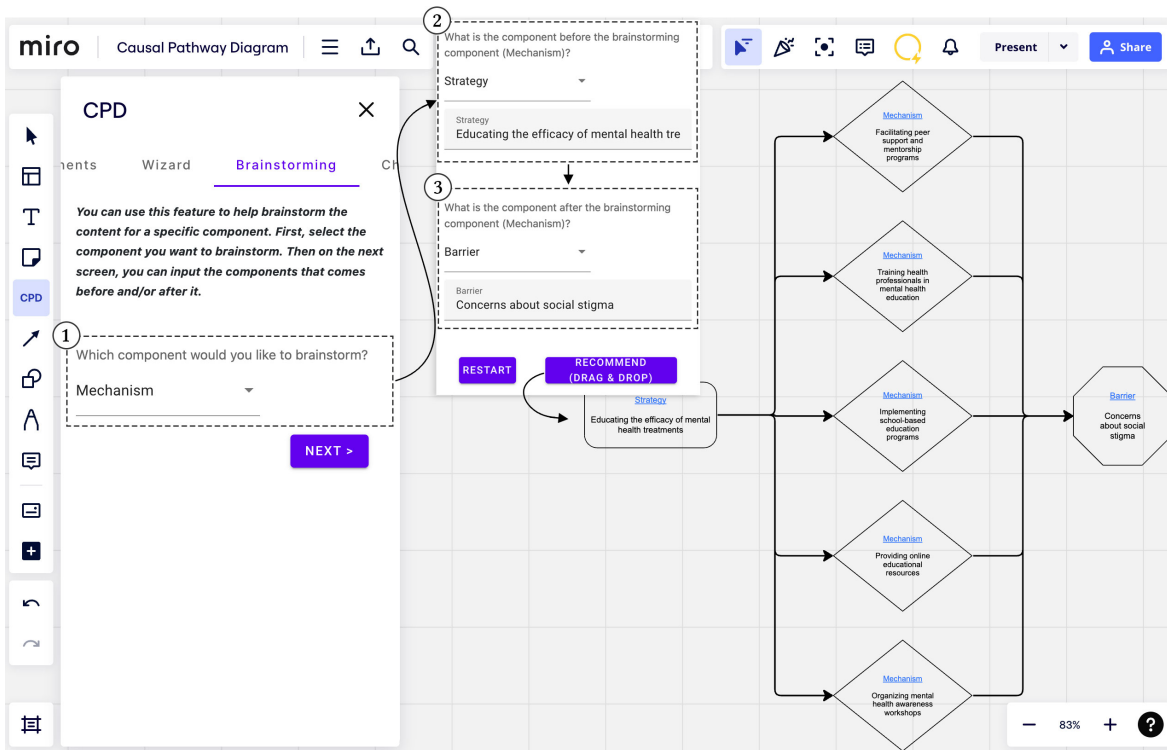 miro
Causal Pathway Diagram
Present
Share
CPD
Wizard
Brainstorming
You can use this feature to help brainstorm the
content for a specific component. First, select the
component you want to brainstorm. Then on the next
screen, you can input the components that comes
before and/or after it.
CPD
1
Which component would you like to brainstorm?
Mechanism
NEXT >
2
What is the component before the brainstorming
component (Mechanism)?
Strategy
Strategy
Educating the efficacy of mental health tre
3
What is the component after the brainstorming
component (Mechanism)?
Barrier
Barrier
Concerns about social stigma
RESTART
RECOMMEND
(DRAG & DROP)
Strategy
Educating the efficacy of mental
health treatments
Mechanism
Facilitating peer
support and
mentorship
programs
Mechanism
Training health
professionals in
mental health
education
Mechanism
Implementing
school-based
education
programs
Mechanism
Providing online
educational
resources
Mechanism
Organizing mental
health awareness
workshops
Barrier
Concerns
about social
stigma
83%
?